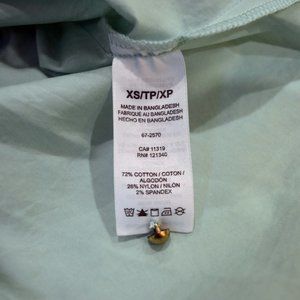 XS/TP/XP
MADE IN BANGLADESH
FABRIQUE AU BANGLADESH
HECHO EN BANGLADESH
67-2570
CA# 11319
RN# 121340
72% COTTON / COTON /
ALGODÓN
26% NYLON / NILON
2% SPANDEX